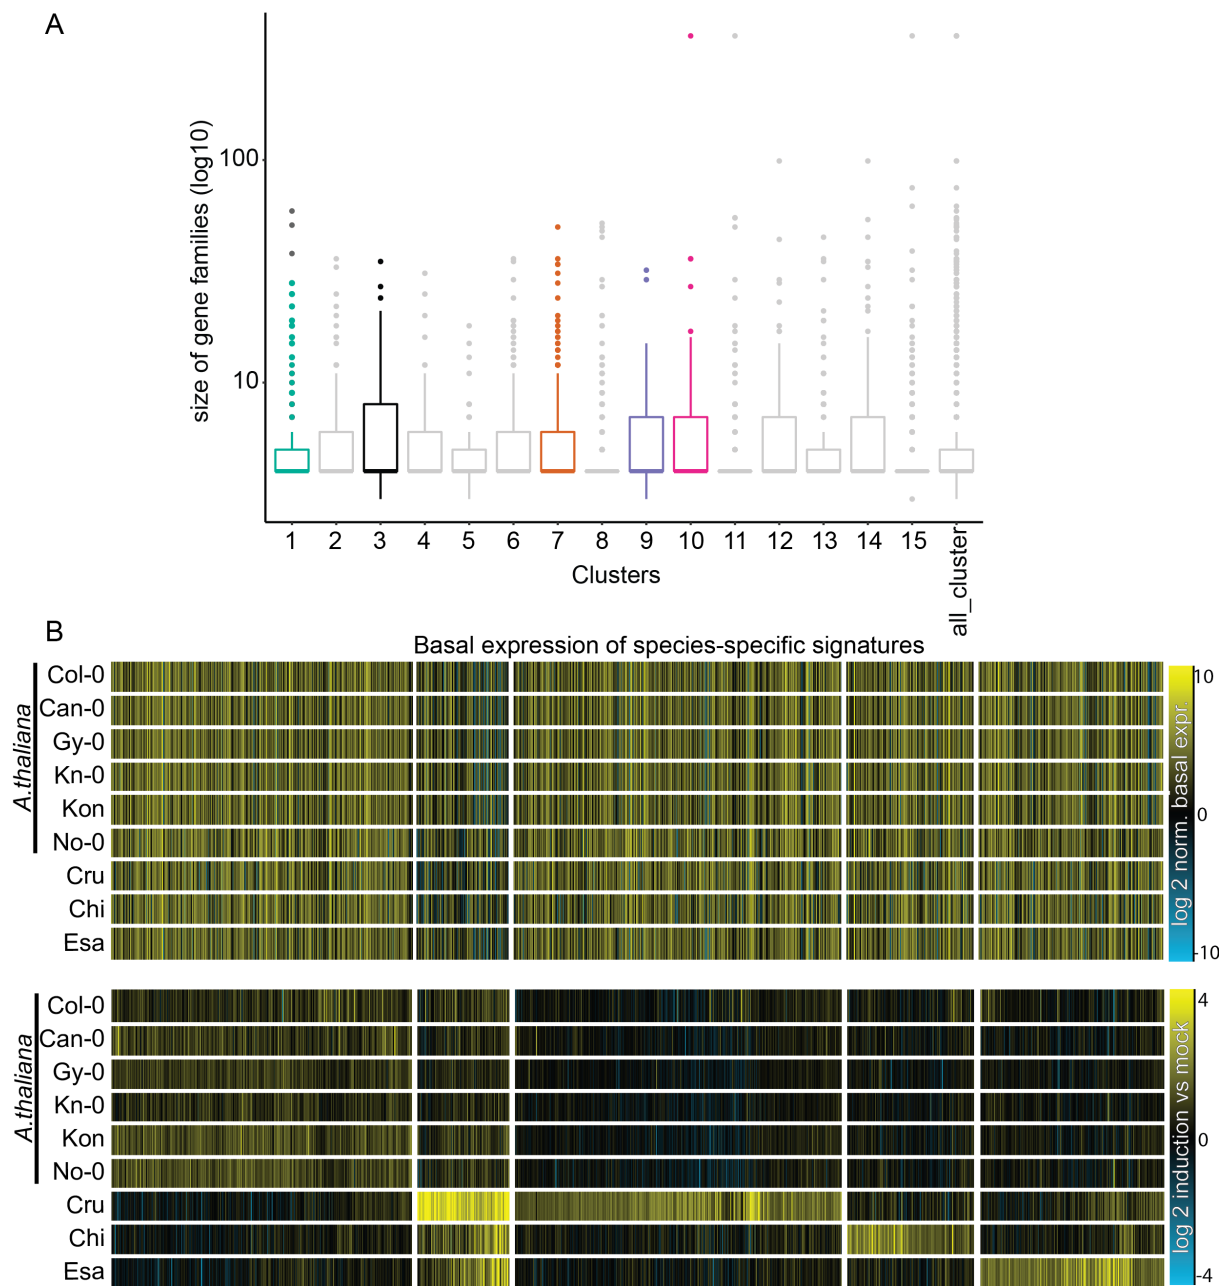 A
size of gene families (log10)
100
10
1 2 3 4 5 6 7 8 9 10 11 12 13 14 15 all_cluster
Clusters
B
Basal expression of species-specific signatures
A.thaliana
Col-0
Can-0
Gy-0
Kn-0
Kon
No-0
Cru
Chi
Esa
10
0
-10
log 2 norm. basal expr.
A.thaliana
Col-0
Can-0
Gy-0
Kn-0
Kon
No-0
Cru
Chi
Esa
4
0
-4
log 2 induction vs mock